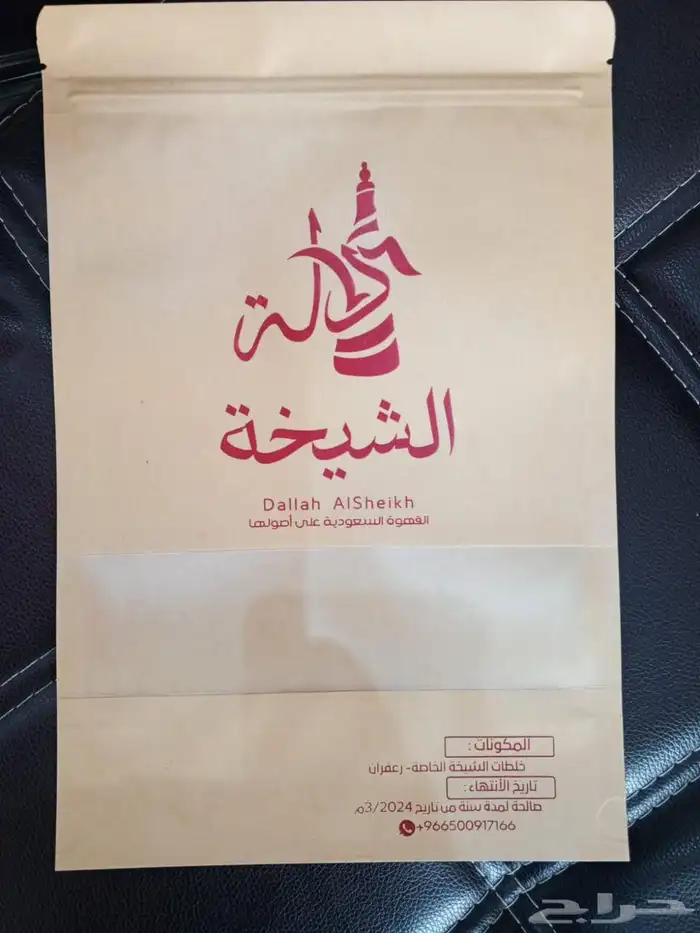 دلة
الشيخة
Dallah AlSheikh
القهوة السعودية على أصولها
المكونات :
خلطات الشيخة الخاصة- زعفران
تاريخ الأنتهاء :
صالحة لمدة سنة من تاريخ 3/2024م
+966500917166
حراج